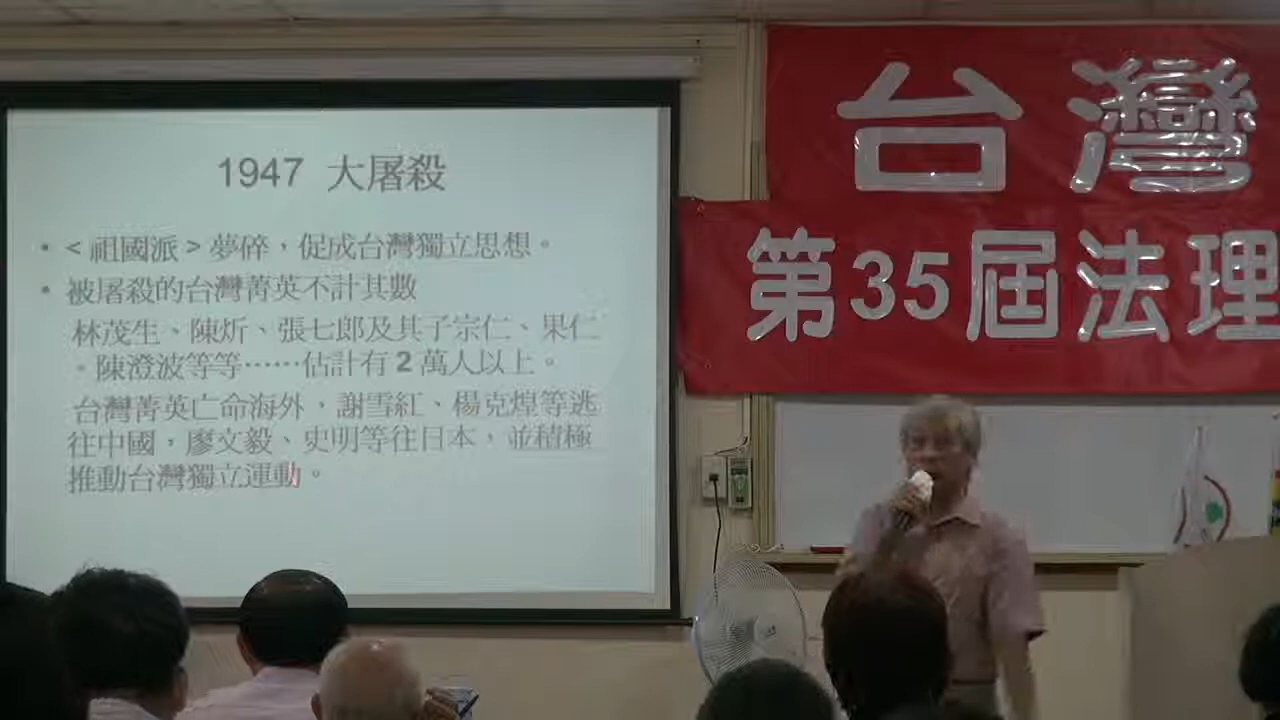 1947 大屠殺
• <祖國派>夢碎，促成台灣獨立思想。
• 被屠殺的台灣菁英不計其數
林茂生、陳炘、張七郎及其子宗仁、果仁
。陳澄波等等……估計有2萬人以上。
台灣菁英亡命海外，謝雪紅、楊克煌等逃
往中國，廖文毅、史明等往日本，並積極
推動台灣獨立運動。
台灣
第35屆法理